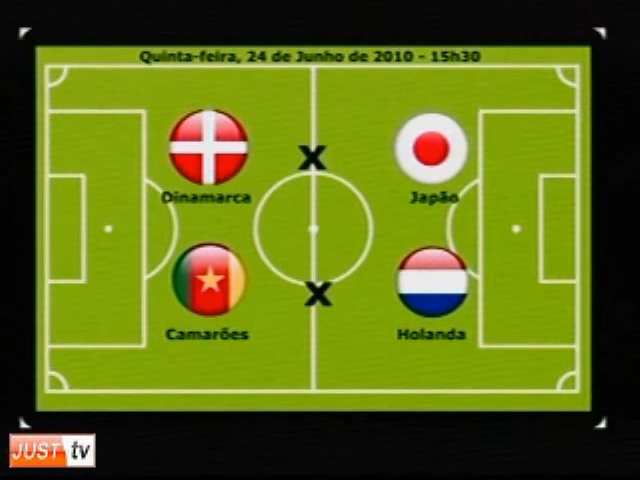 Quinta-feira, 24 de Junho de 2010 - 15h30
X
Dinamarca
Japão
X
Camarões
Holanda
JUST tv